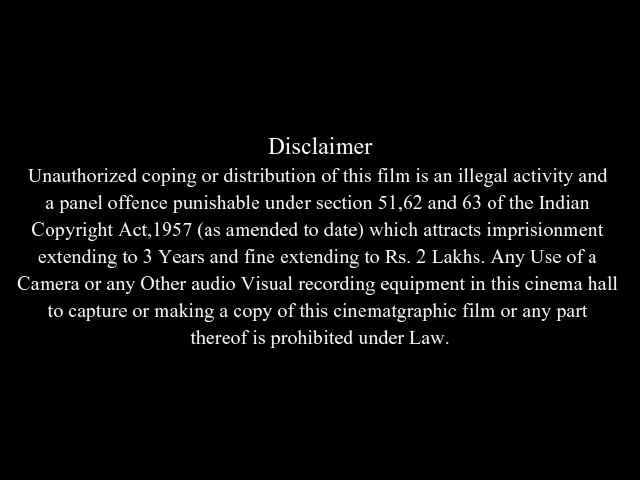 Disclaimer
Unauthorized coping or distribution of this film is an illegal activity and
a panel offence punishable under section 51,62 and 63 of the Indian
Copyright Act,1957 (as amended to date) which attracts imprisionment
extending to 3 Years and fine extending to Rs. 2 Lakhs. Any Use of a
Camera or any Other audio Visual recording equipment in this cinema hall
to capture or making a copy of this cinematgraphic film or any part
thereof is prohibited under Law.